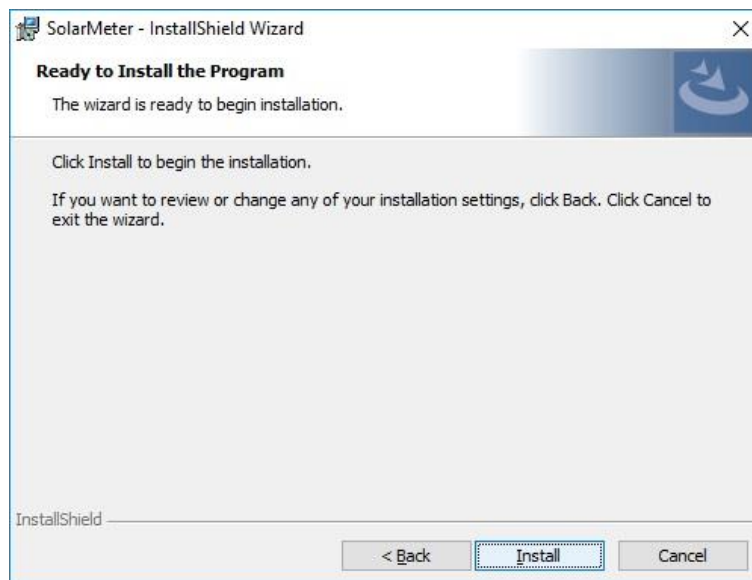 SolarMeter - InstallShield Wizard
Ready to Install the Program
The wizard is ready to begin installation.
Click Install to begin the installation.
If you want to review or change any of your installation settings, click Back. Click Cancel to
exit the wizard.
InstallShield
< Back
Install
Cancel